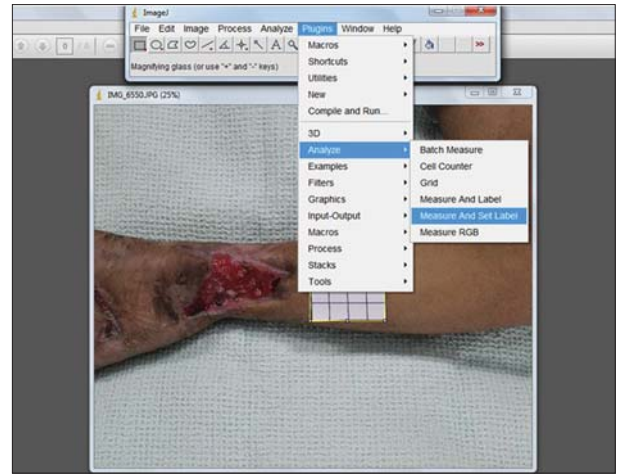 ImageJ
File Edit Image Process Analyze Plugins Window Help
Magnifying glass (or use "+" and "-" keys)
IMG_6550.JPG (25%)
Macros
Shortcuts
Utilities
New
Compile and Run...
3D
Analyze
Examples
Filters
Graphics
Input-Output
Macros
Process
Stacks
Tools
Batch Measure
Cell Counter
Grid
Measure And Label
Measure And Set Label
Measure RGB